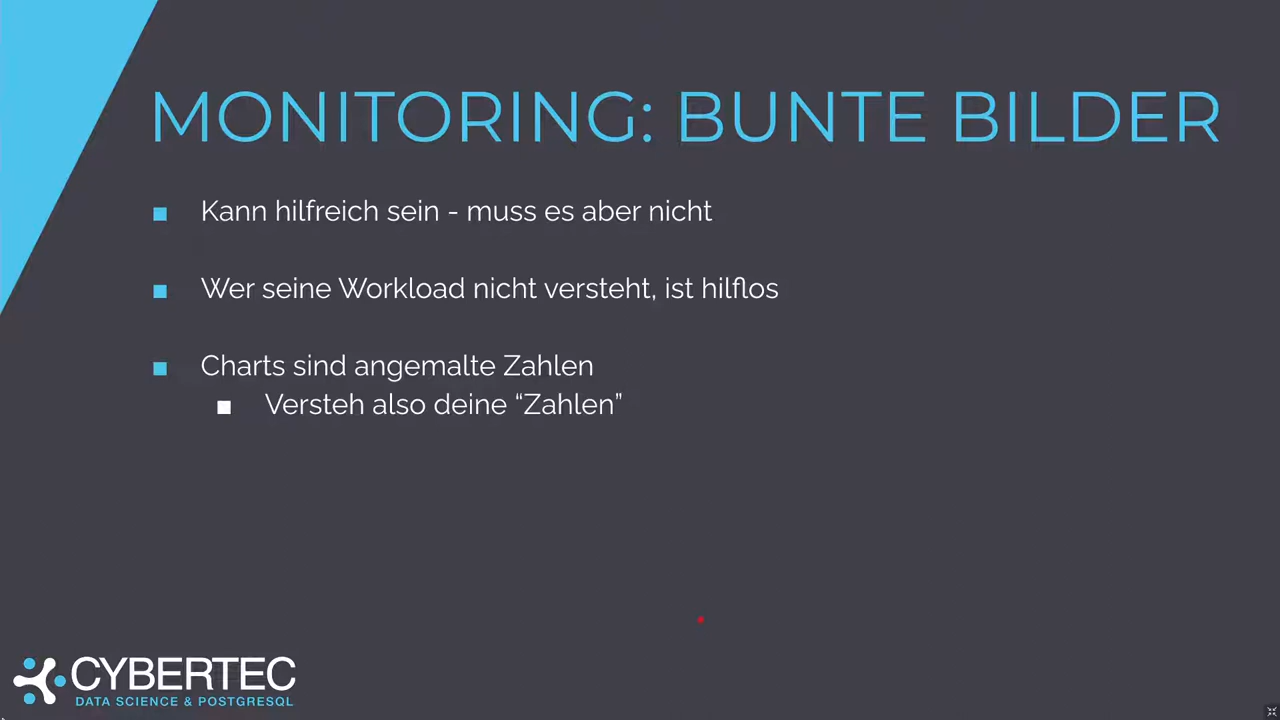 MONITORING: BUNTE BILDER
Kann hilfreich sein - muss es aber nicht
Wer seine Workload nicht versteht, ist hilflos
Charts sind angemalte Zahlen
Versteh also deine “Zahlen”
CYBERTEC
DATA SCIENCE & POSTGRESQL